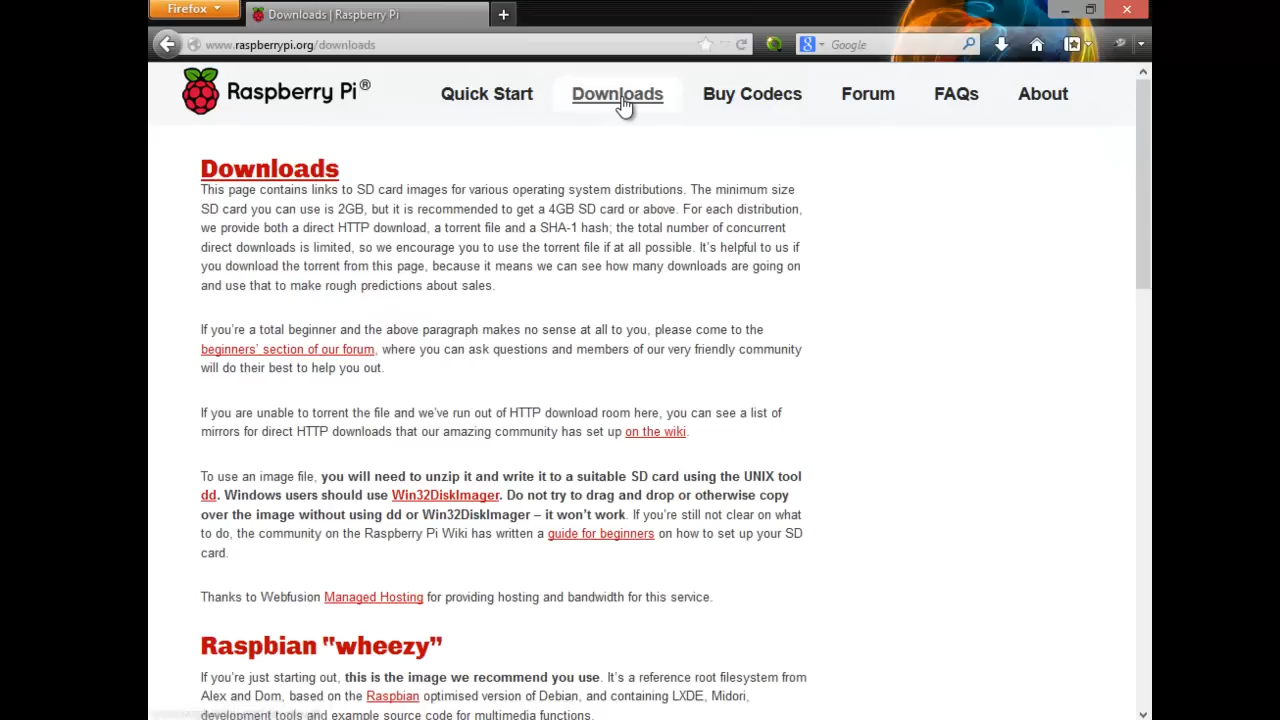 Firefox
Downloads | Raspberry Pi
www.raspberrypi.org/downloads
Google
Raspberry Pi®
Quick Start
Downloads
Buy Codecs
Forum
FAQs
About
Downloads
This page contains links to SD card images for various operating system distributions. The minimum size
SD card you can use is 2GB, but it is recommended to get a 4GB SD card or above. For each distribution,
we provide both a direct HTTP download, a torrent file and a SHA-1 hash; the total number of concurrent
direct downloads is limited, so we encourage you to use the torrent file if at all possible. It’s helpful to us if
you download the torrent from this page, because it means we can see how many downloads are going on
and use that to make rough predictions about sales.
If you’re a total beginner and the above paragraph makes no sense at all to you, please come to the
beginners’ section of our forum, where you can ask questions and members of our very friendly community
will do their best to help you out.
If you are unable to torrent the file and we’ve run out of HTTP download room here, you can see a list of
mirrors for direct HTTP downloads that our amazing community has set up on the wiki.
To use an image file, you will need to unzip it and write it to a suitable SD card using the UNIX tool
dd. Windows users should use Win32DiskImager. Do not try to drag and drop or otherwise copy
over the image without using dd or Win32DiskImager – it won’t work. If you’re still not clear on what
to do, the community on the Raspberry Pi Wiki has written a guide for beginners on how to set up your SD
card.
Thanks to Webfusion Managed Hosting for providing hosting and bandwidth for this service.
Raspbian "wheezy”
If you’re just starting out, this is the image we recommend you use. It’s a reference root filesystem from
Alex and Dom, based on the Raspbian optimised version of Debian, and containing LXDE, Midori,
development tools and example source code for multimedia functions.